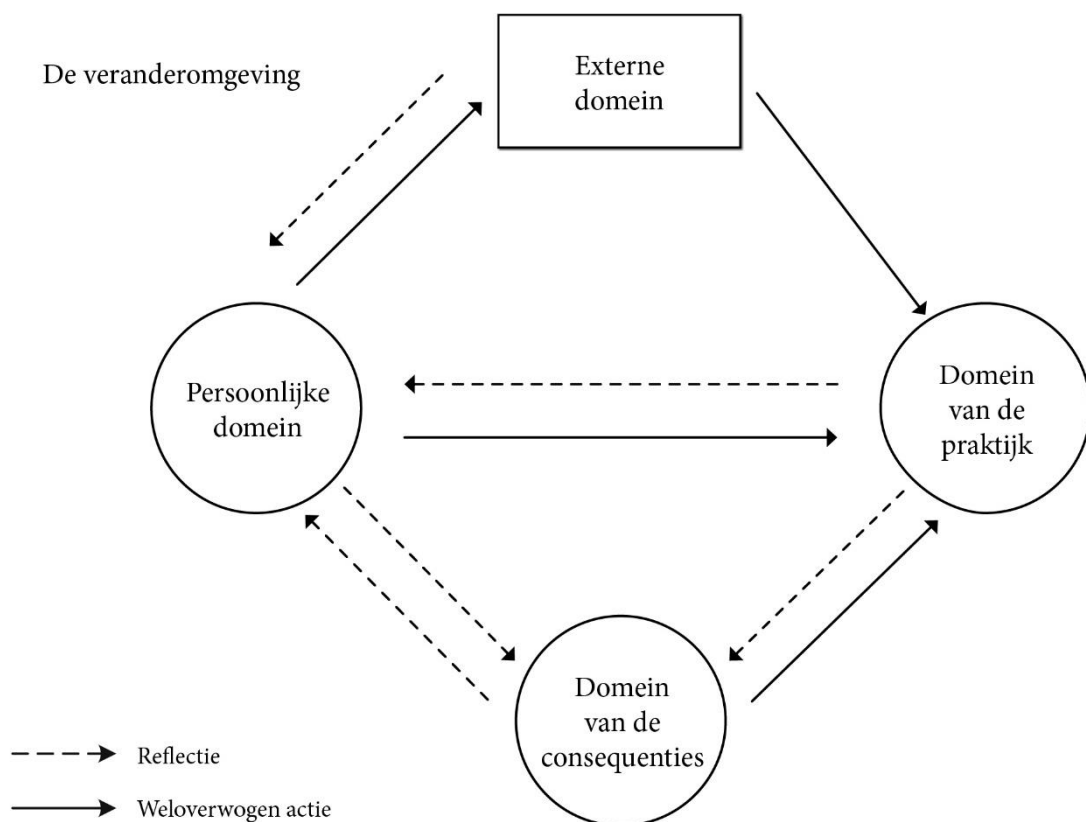 De veranderomgeving
Externe
domein
Persoonlijke
domein
Domein
van de
praktijk
Domein
van de
consequenties
Reflectie
Weloverwogen actie